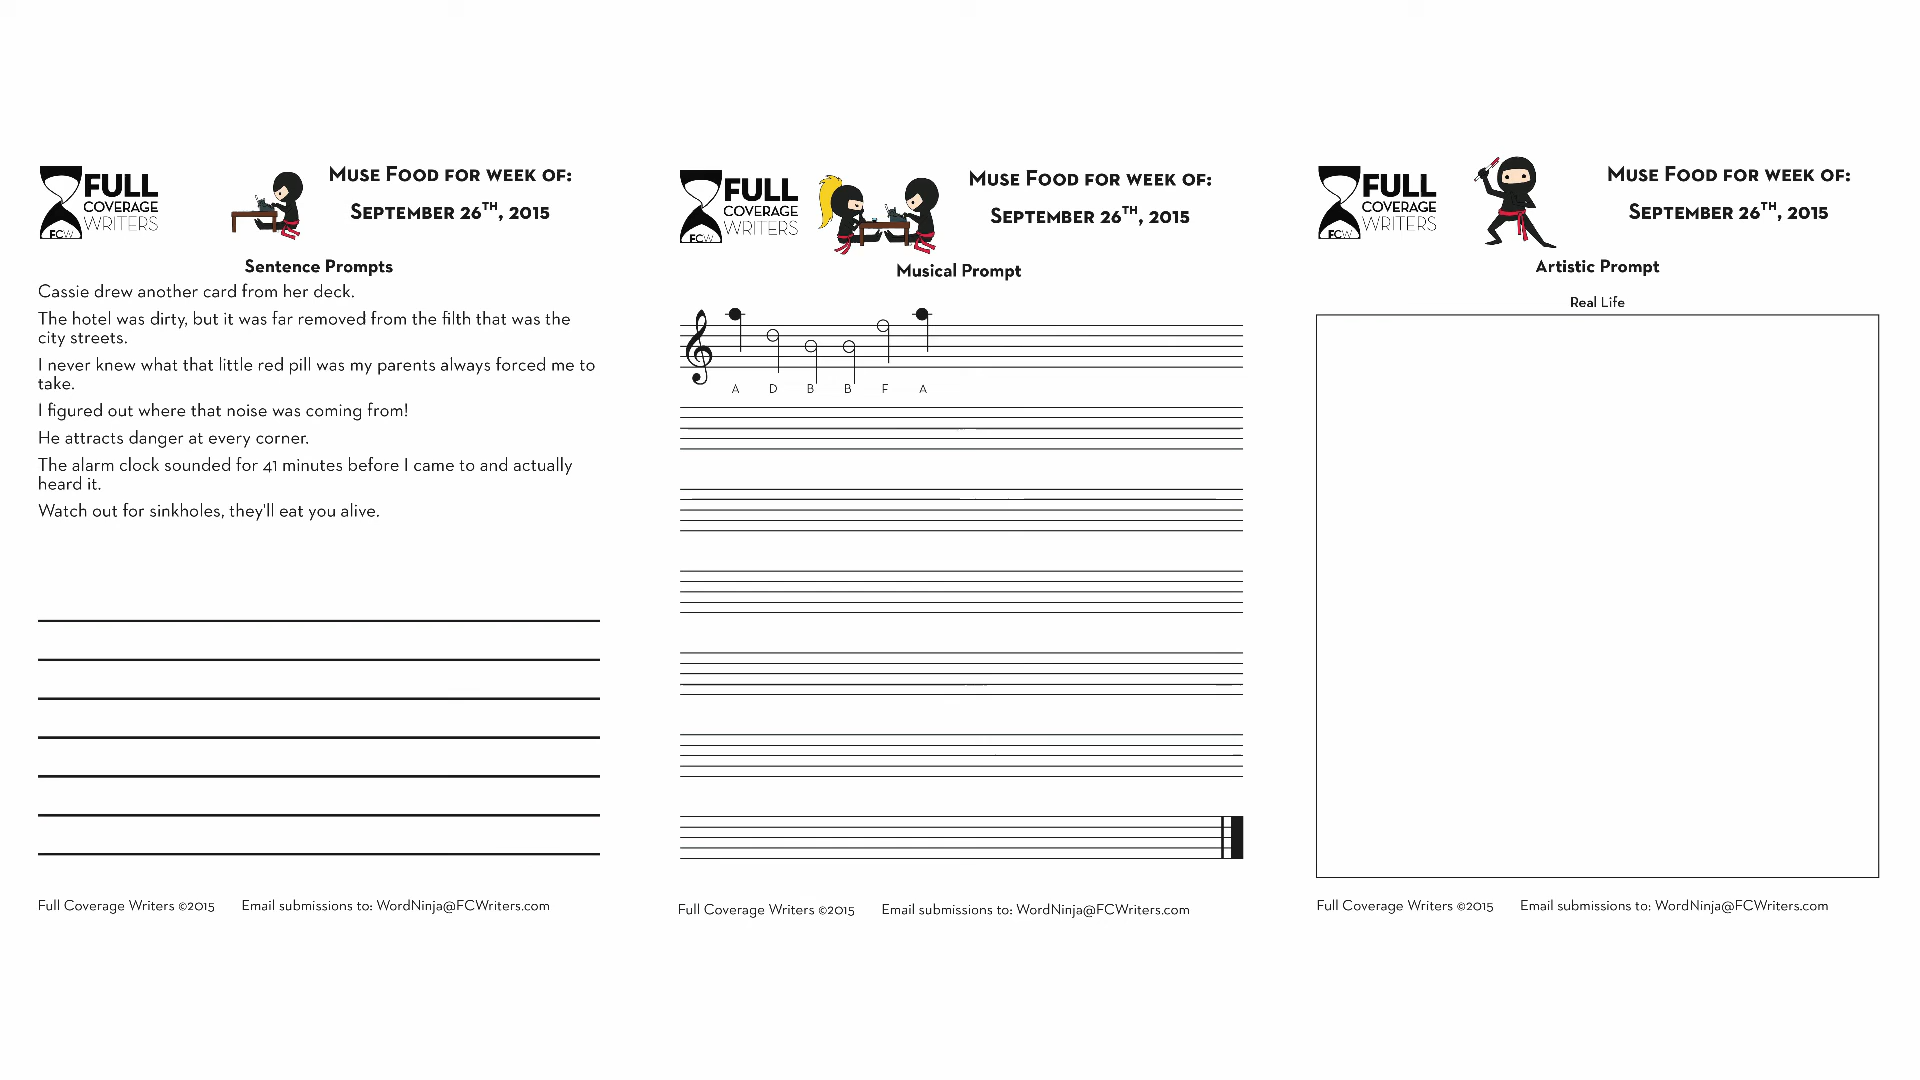 FULL
COVERAGE
WRITERS
FCW
MUSE FOOD FOR WEEK OF:
SEPTEMBER 26TH, 2015
Sentence Prompts
Cassie drew another card from her deck.
The hotel was dirty, but it was far removed from the filth that was the
city streets.
I never knew what that little red pill was my parents always forced me to
take.
I figured out where that noise was coming from!
He attracts danger at every corner.
The alarm clock sounded for 41 minutes before I came to and actually
heard it.
Watch out for sinkholes, they'll eat you alive.
Full Coverage Writers ©2015 Email submissions to: WordNinja@FCWriters.com
FULL
COVERAGE
WRITERS
FCW
MUSE FOOD FOR WEEK OF:
SEPTEMBER 26TH, 2015
Musical Prompt
A D B B F A
Full Coverage Writers ©2015 Email submissions to: WordNinja@FCWriters.com
FULL
COVERAGE
WRITERS
FCW
MUSE FOOD FOR WEEK OF:
SEPTEMBER 26TH, 2015
Artistic Prompt
Real Life
Full Coverage Writers ©2015 Email submissions to: WordNinja@FCWriters.com